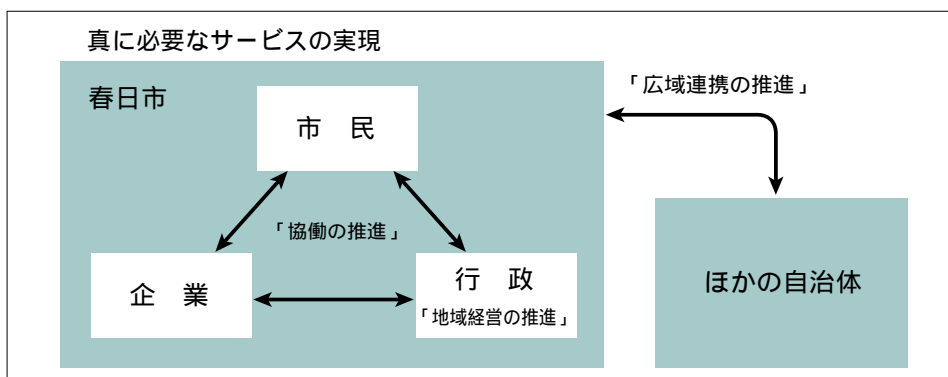 真に必要なサービスの実現
春日市
「広域連携の推進」
市　民
「協働の推進」
企　業
行　政
「地域経営の推進」
ほかの自治体